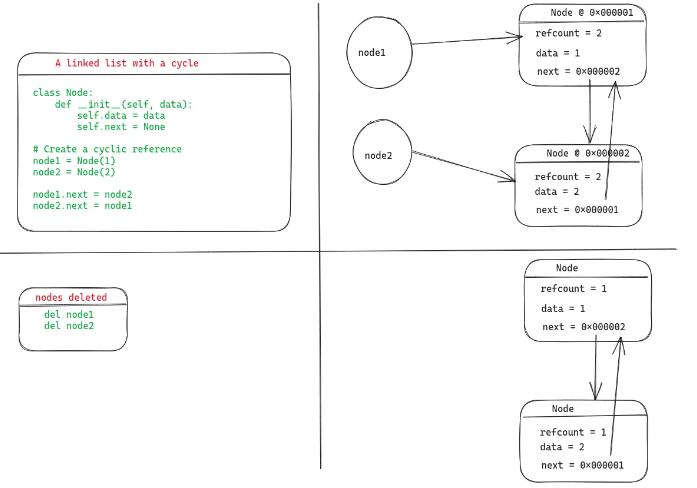 A linked list with a cycle
class Node:
    def __init__(self, data):
        self.data = data
        self.next = None
# Create a cyclic reference
node1 = Node(1)
node2 = Node(2)
node1.next = node2
node2.next = node1
node1
node2
Node @ 0×000001
refcount = 2
data = 1
next = 0×000002
Node @ 0×000002
refcount = 2
data = 2
next = 0×000001
nodes deleted
del node1
del node2
Node
refcount = 1
data = 1
next = 0×000002
Node
refcount = 1
data = 2
next = 0×000001